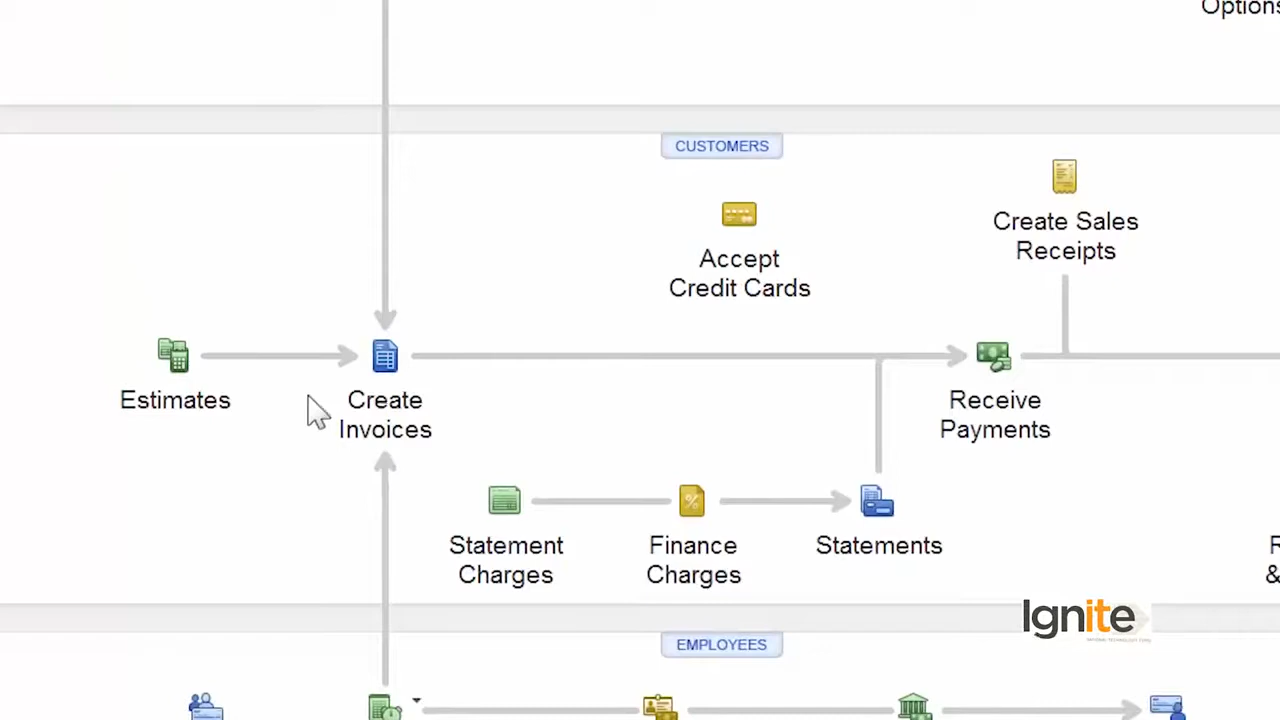 Options
CUSTOMERS
Create Sales
Receipts
Accept
Credit Cards
Estimates
Create
Invoices
Receive
Payments
Statement
Charges
Finance
Charges
Statements
R
&
Ignite
EMPLOYEES